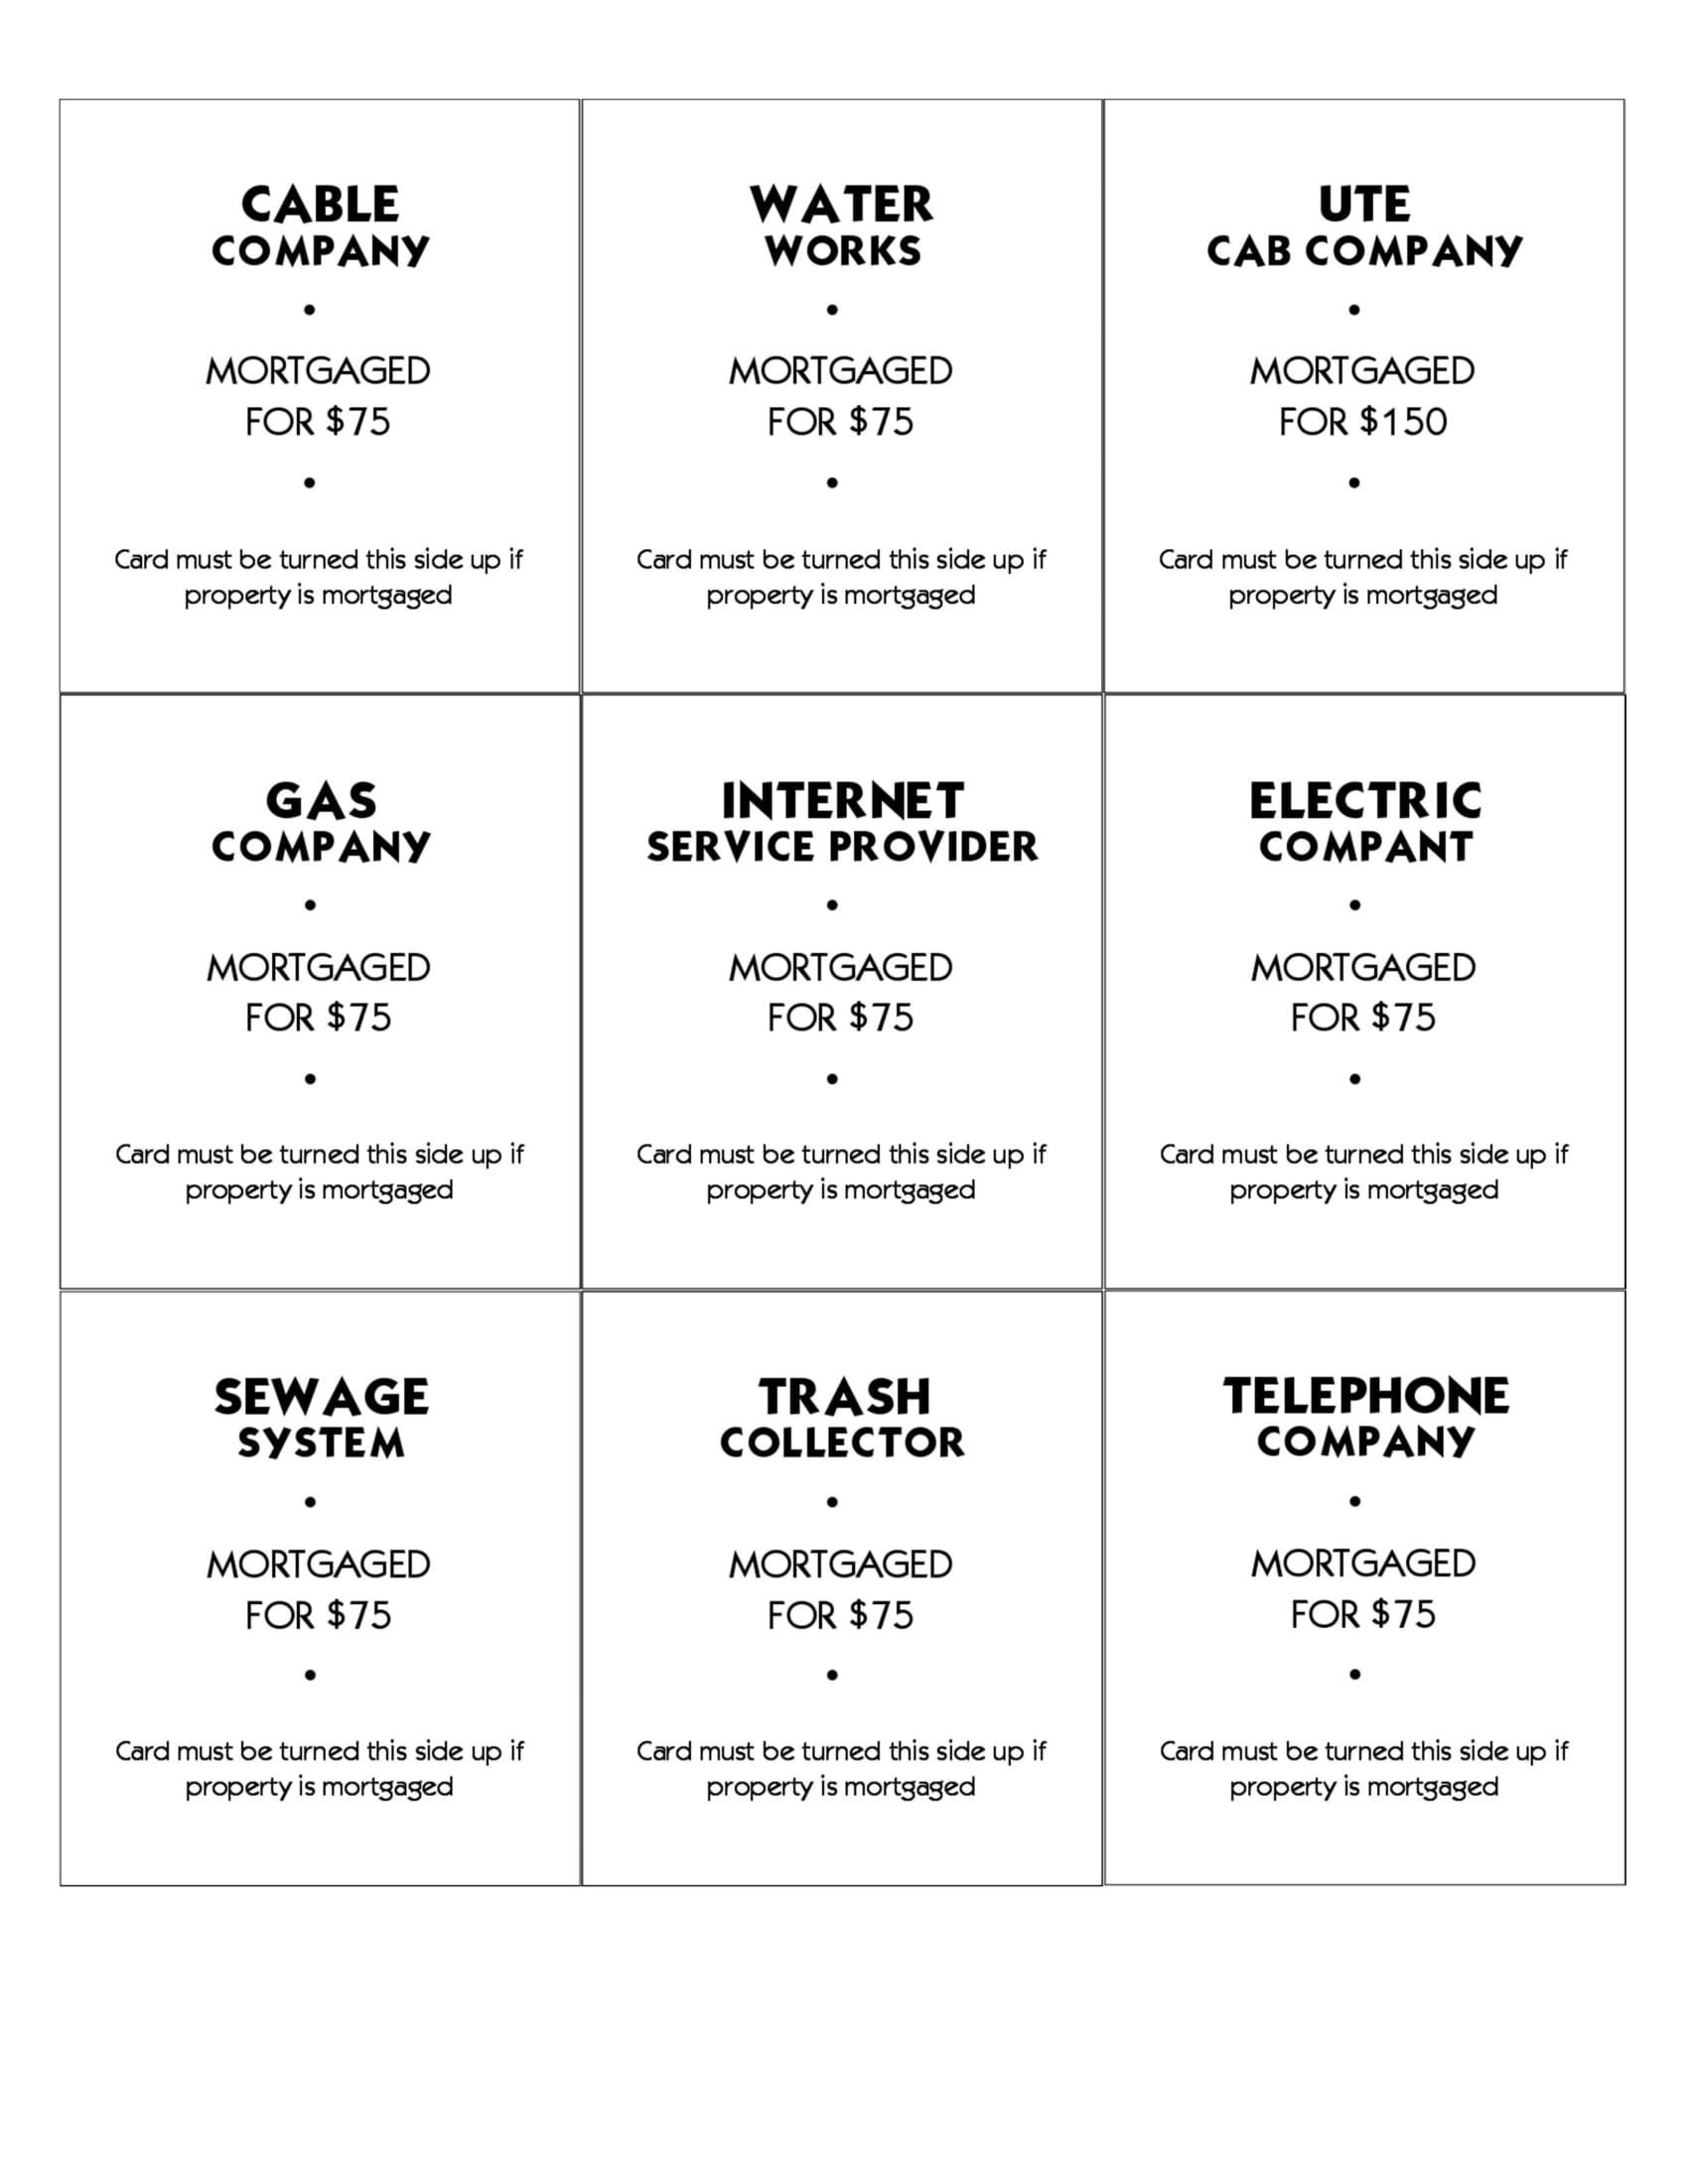 CABLE
COMPANY
•
MORTGAGED
FOR $75
•
Card must be turned this side up if
property is mortgaged
WATER
WORKS
•
MORTGAGED
FOR $75
•
Card must be turned this side up if
property is mortgaged
UTE
CAB COMPANY
•
MORTGAGED
FOR $150
•
Card must be turned this side up if
property is mortgaged
GAS
COMPANY
•
MORTGAGED
FOR $75
•
Card must be turned this side up if
property is mortgaged
INTERNET
SERVICE PROVIDER
•
MORTGAGED
FOR $75
•
Card must be turned this side up if
property is mortgaged
ELECTRIC
COMPANT
•
MORTGAGED
FOR $75
•
Card must be turned this side up if
property is mortgaged
SEWAGE
SYSTEM
•
MORTGAGED
FOR $75
•
Card must be turned this side up if
property is mortgaged
TRASH
COLLECTOR
•
MORTGAGED
FOR $75
•
Card must be turned this side up if
property is mortgaged
TELEPHONE
COMPANY
•
MORTGAGED
FOR $75
•
Card must be turned this side up if
property is mortgaged